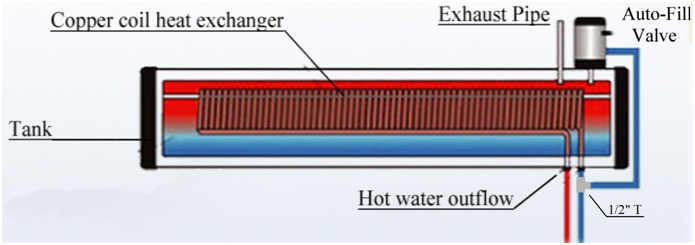 Copper coil heat exchanger
Exhaust Pipe
Auto-Fill
Valve
Tank
Hot water outflow
1/2" T